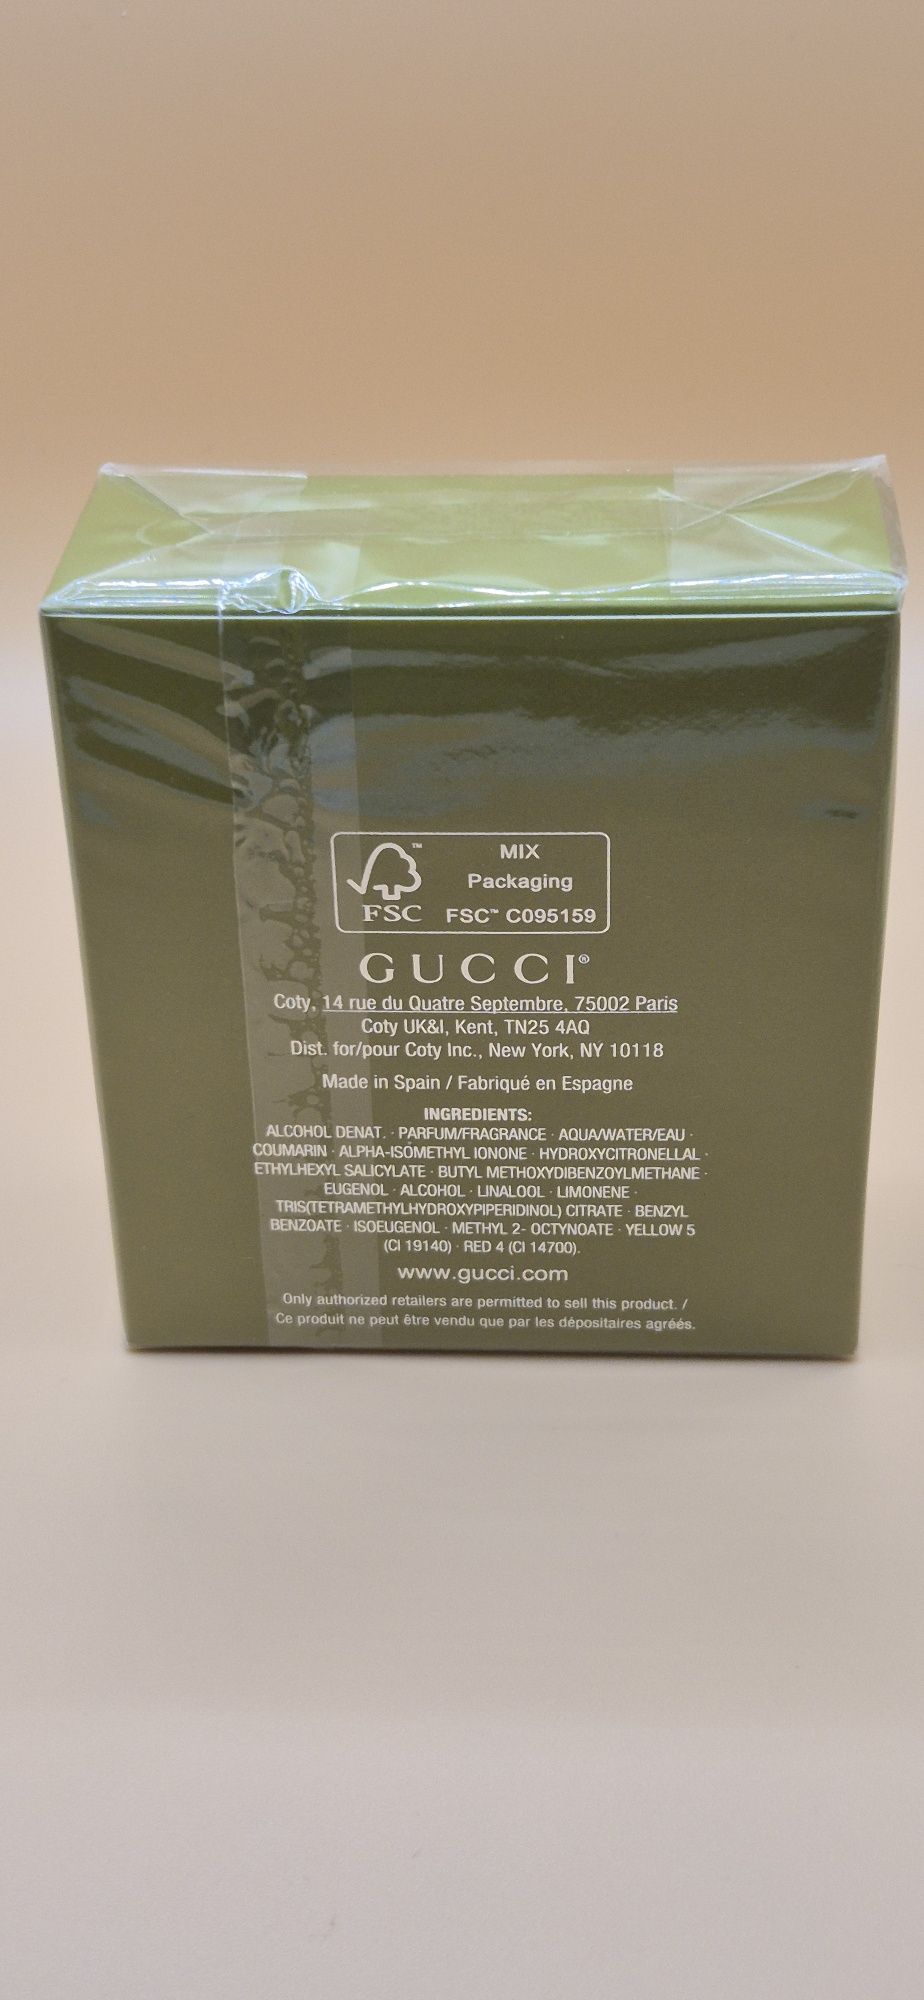 MIX
Packaging
FSC™ FSC™ C095159
GUCCI®
Coty, 14 rue du Quatre Septembre, 75002 Paris
Coty UK&I, Kent, TN25 4AQ
Dist. for/pour Coty Inc., New York, NY 10118
Made in Spain / Fabriqué en Espagne
INGREDIENTS:
ALCOHOL DENAT. · PARFUM/FRAGRANCE · AQUA/WATER/EAU ·
COUMARIN · ALPHA-ISOMETHYL IONONE · HYDROXYCITRONELLAL ·
ETHYLHEXYL SALICYLATE · BUTYL METHOXYDIBENZOYLMETHANE ·
EUGENOL · ALCOHOL · LINALOOL · LIMONENE ·
TRIS(TETRAMETHYLHYDROXYPIPERIDINOL) CITRATE · BENZYL
BENZOATE · ISOEUGENOL · METHYL 2- OCTYNOATE · YELLOW 5
(CI 19140) · RED 4 (CI 14700).
www.gucci.com
Only authorized retailers are permitted to sell this product. /
Ce produit ne peut être vendu que par les dépositaires agréés.